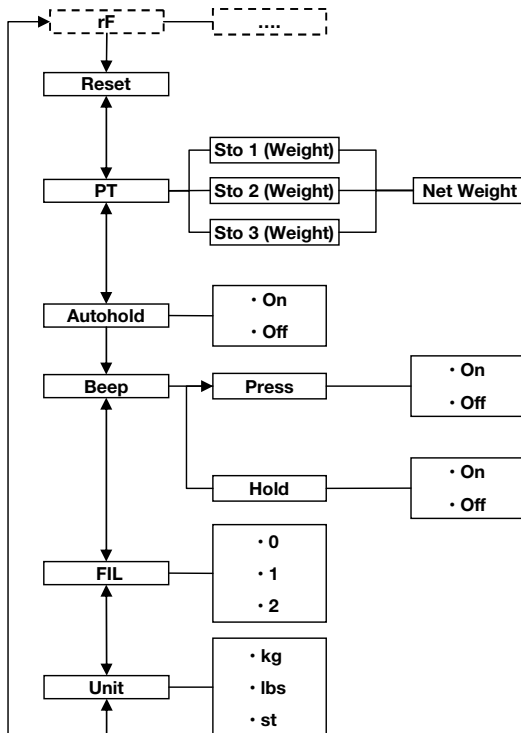 rF
....
Reset
Sto 1 (Weight)
PT
Sto 2 (Weight)
Net Weight
Sto 3 (Weight)
Autohold
· On
· Off
Beep
Press
· On
· Off
Hold
· On
· Off
FIL
· 0
· 1
· 2
Unit
· kg
· lbs
· st